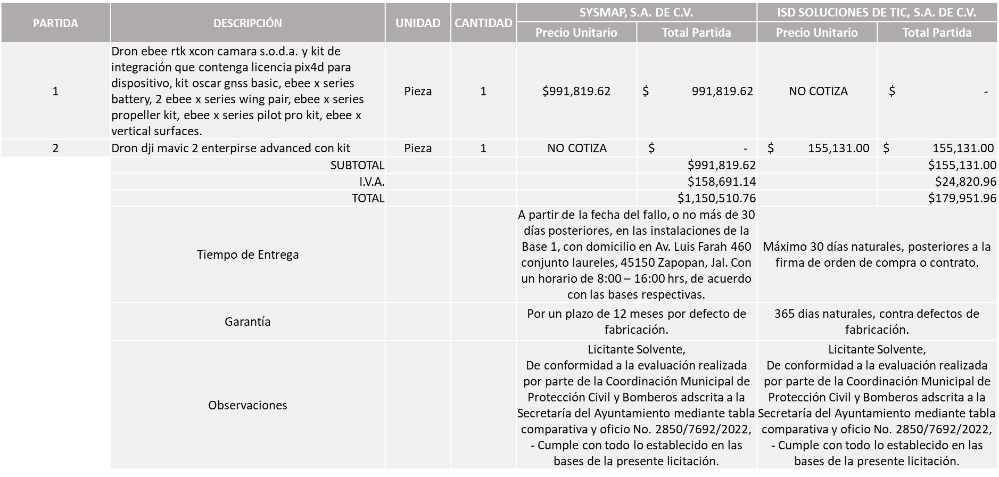 PARTIDA
DESCRIPCIÓN
UNIDAD
CANTIDAD
SYSMAP, S.A. DE C.V.
ISD SOLUCIONES DE TIC, S.A. DE C.V.
Precio Unitario
Total Partida
Precio Unitario
Total Partida
1
Dron ebee rtk xcon camara s.o.d.a. y kit de
integración que contenga licencia pix4d para
dispositivo, kit oscar gnss basic, ebee x series
battery, 2 ebee x series wing pair, ebee x series
propeller kit, ebee x series pilot pro kit, ebee x
vertical surfaces.
Pieza
1
$991,819.62
$ 991,819.62
NO COTIZA
$ -
2
Dron dji mavic 2 enterpirse advanced con kit
Pieza
1
NO COTIZA
$ -
$ 155,131.00
$ 155,131.00
SUBTOTAL
$991,819.62
$155,131.00
I.V.A.
$158,691.14
$24,820.96
TOTAL
$1,150,510.76
$179,951.96
Tiempo de Entrega
A partir de la fecha del fallo, o no más de 30
días posteriores, en las instalaciones de la
Base 1, con domicilio en Av. Luis Farah 460
conjunto laureles, 45150 Zapopan, Jal. Con
un horario de 8:00 – 16:00 hrs, de acuerdo
con las bases respectivas.
Máximo 30 días naturales, posteriores a la
firma de orden de compra o contrato.
Garantía
Por un plazo de 12 meses por defecto de
fabricación.
365 dias naturales, contra defectos de
fabricación.
Observaciones
Licitante Solvente,
De conformidad a la evaluación realizada
por parte de la Coordinación Municipal de
Protección Civil y Bomberos adscrita a la
Secretaría del Ayuntamiento mediante tabla
comparativa y oficio No. 2850/7692/2022,
- Cumple con todo lo establecido en las
bases de la presente licitación.
Licitante Solvente,
De conformidad a la evaluación realizada
por parte de la Coordinación Municipal de
Protección Civil y Bomberos adscrita a la
Secretaría del Ayuntamiento mediante tabla
comparativa y oficio No. 2850/7692/2022,
- Cumple con todo lo establecido en las
bases de la presente licitación.